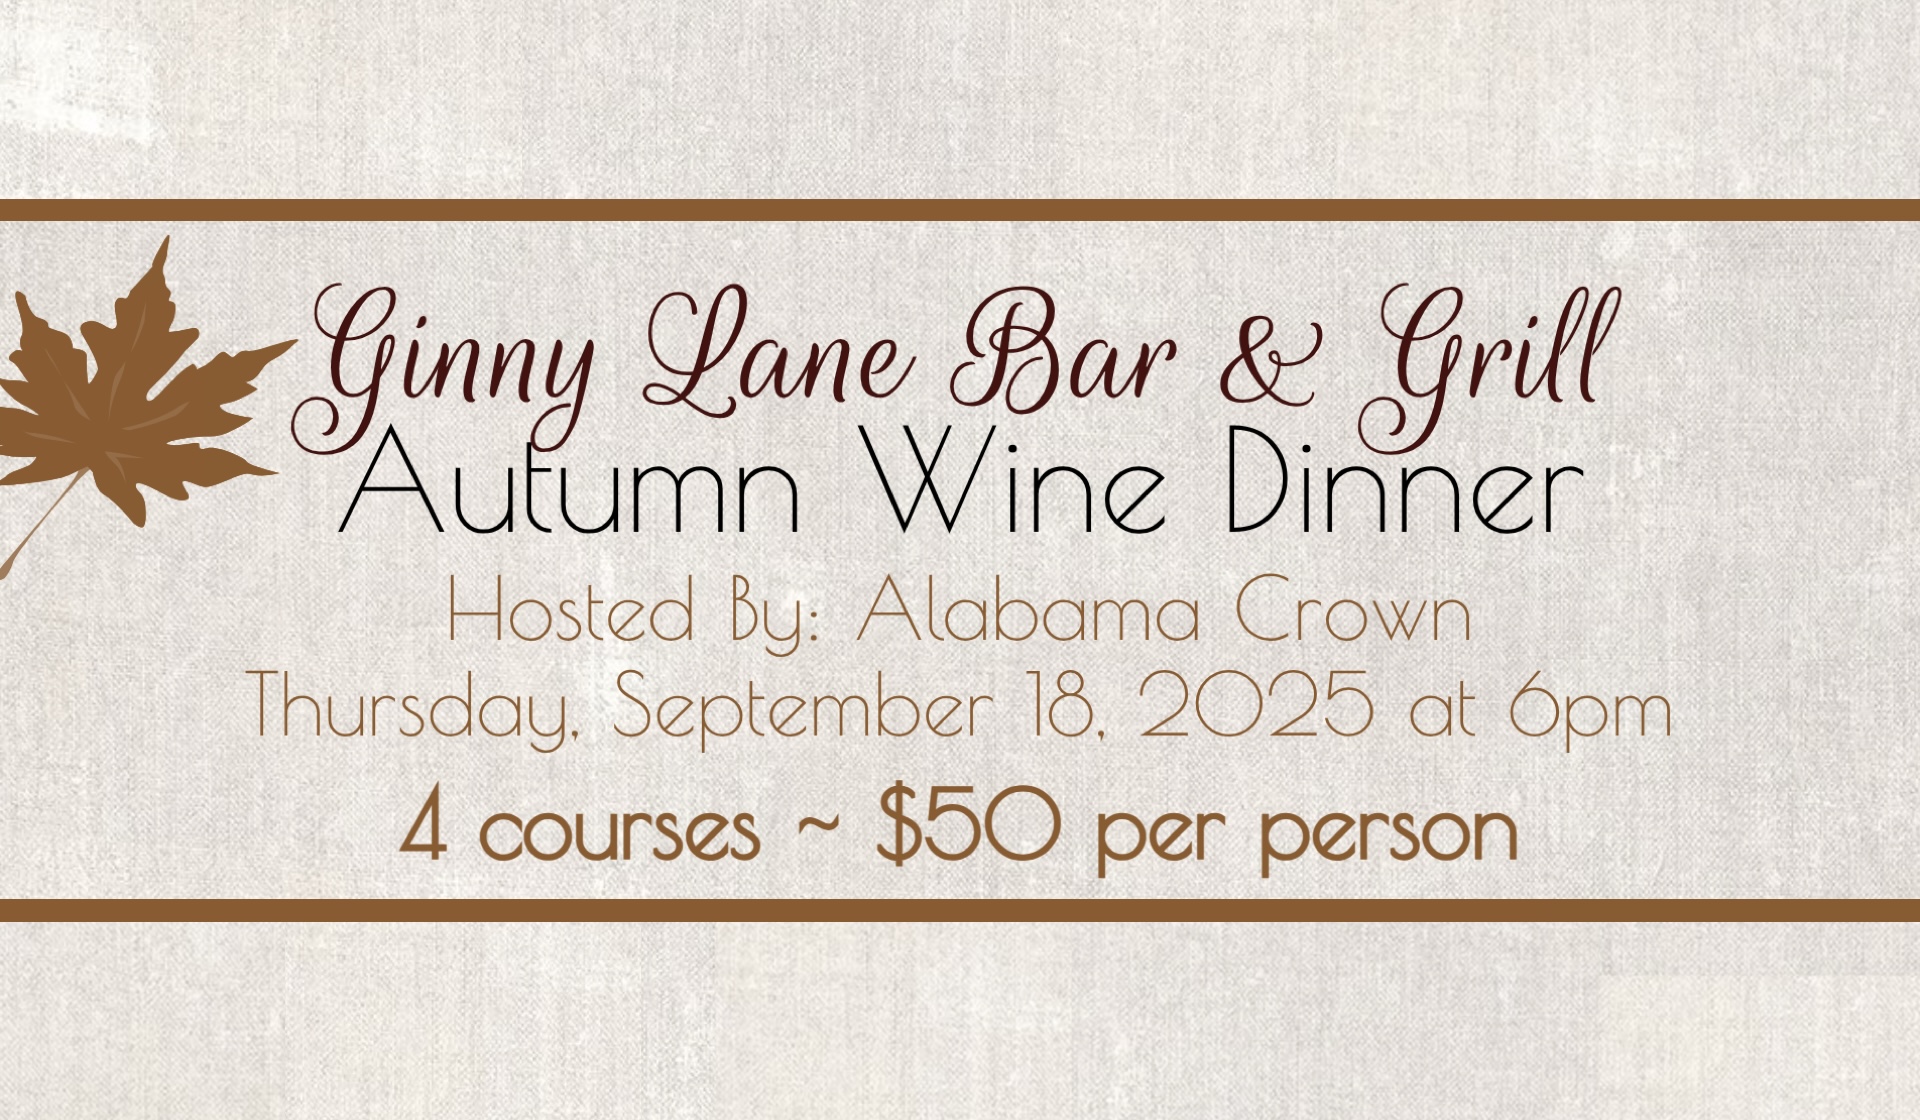 Ginny Lane Bar & Grill
Autumn Wine Dinner
Hosted By: Alabama Crown
Thursday, September 18, 2025 at 6pm
4 courses ~ $50 per person